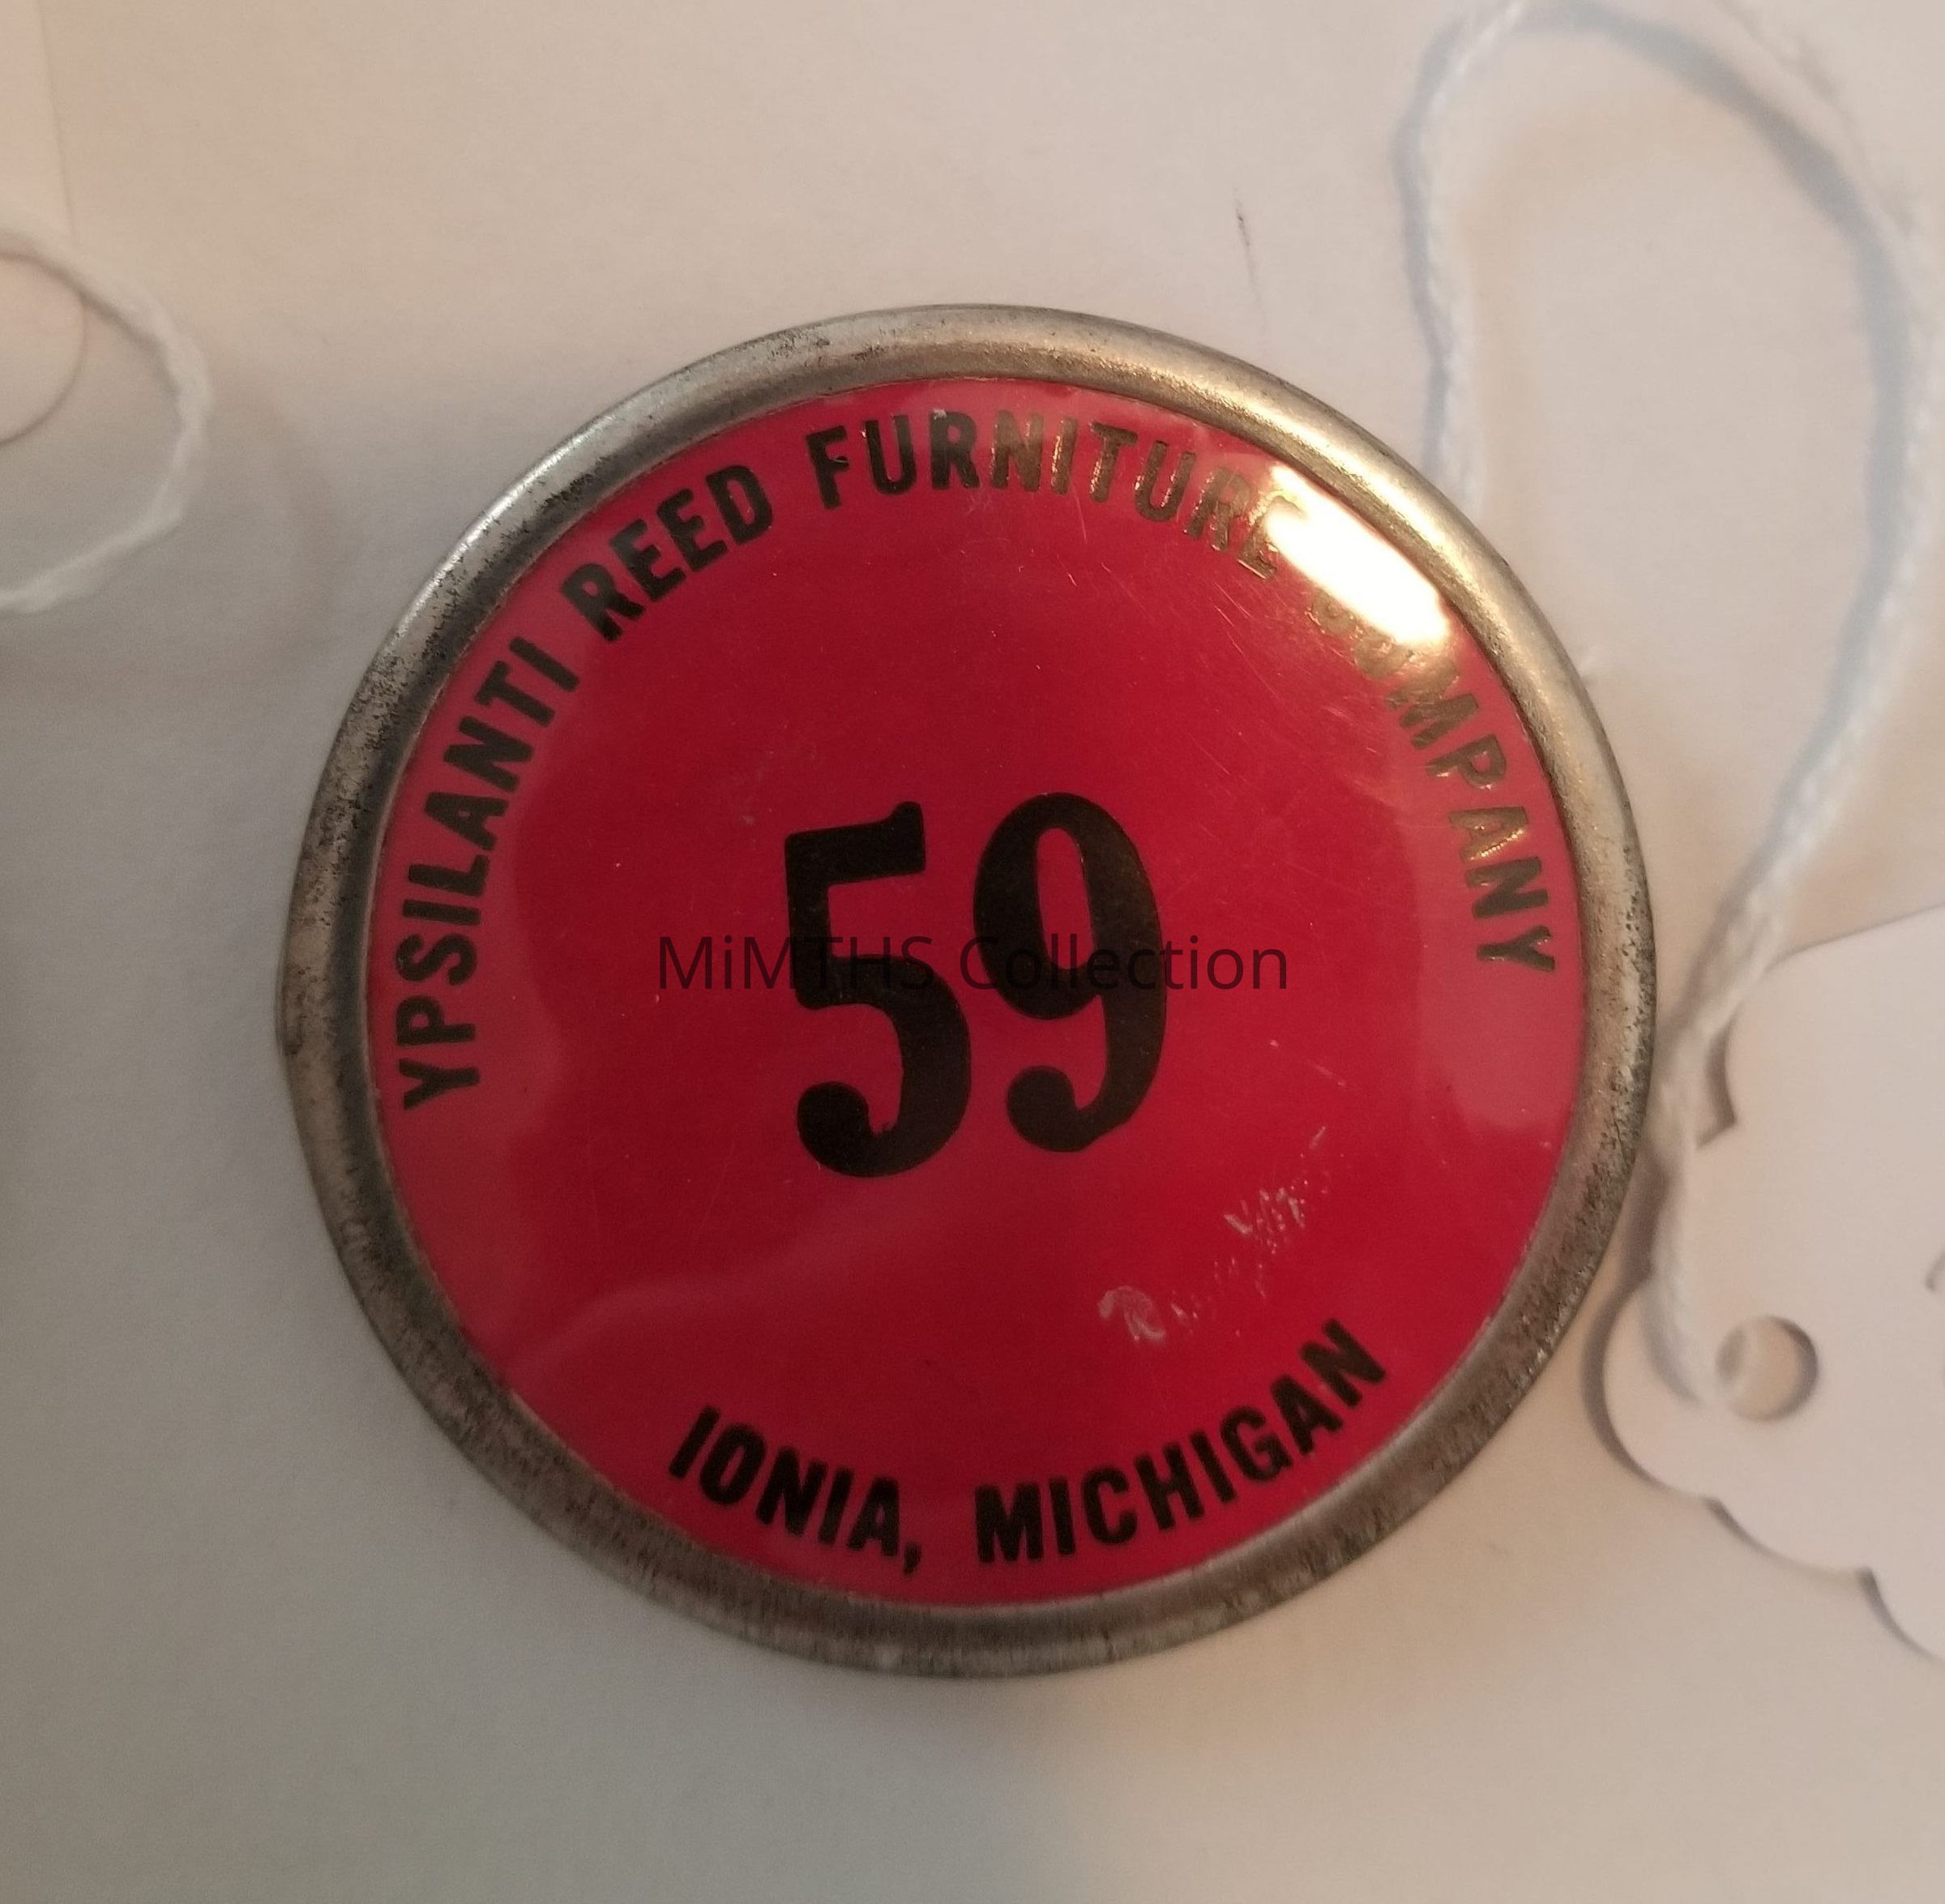 YPSILANTI REED FURNITURE COMPANY
59
MiMTHS Collection
IONIA, MICHIGAN